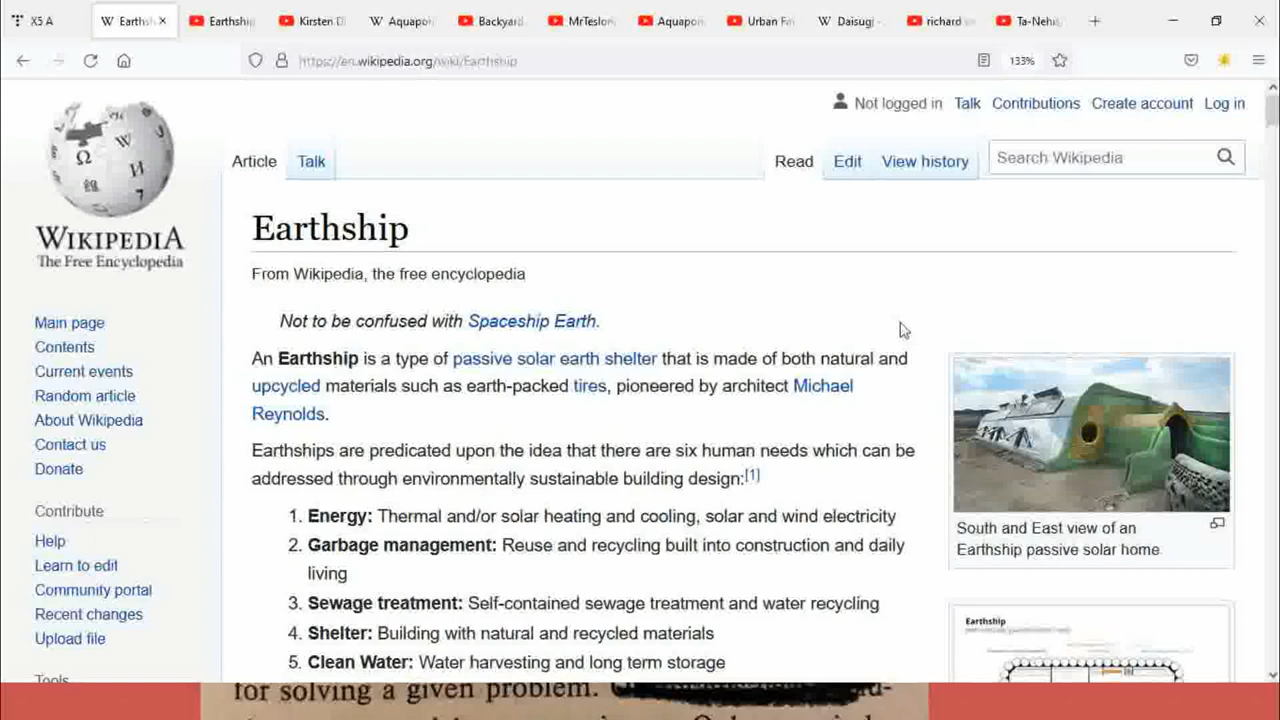 X5 A
Earthsh
Earthship
Kirsten Di
Aquapon
Backyard
MrTeslon
Aquapon
Urban Fa
Daisugi -
richard
Ta-Nehi
https://en.wikipedia.org/wiki/Earthship
133%
Not logged in Talk Contributions Create account Log in
Article Talk Read Edit View history Search Wikipedia
WIKIPEDIA
The Free Encyclopedia
Main page
Contents
Current events
Random article
About Wikipedia
Contact us
Donate
Contribute
Help
Learn to edit
Community portal
Recent changes
Upload file
Tools
Earthship
From Wikipedia, the free encyclopedia
Not to be confused with Spaceship Earth.
An Earthship is a type of passive solar earth shelter that is made of both natural and
upcycled materials such as earth-packed tires, pioneered by architect Michael
Reynolds.
Earthships are predicated upon the idea that there are six human needs which can be
addressed through environmentally sustainable building design:[1]
1. Energy: Thermal and/or solar heating and cooling, solar and wind electricity
2. Garbage management: Reuse and recycling built into construction and daily
living
3. Sewage treatment: Self-contained sewage treatment and water recycling
4. Shelter: Building with natural and recycled materials
5. Clean Water: Water harvesting and long term storage
South and East view of an
Earthship passive solar home
Earthship
for solving a given problem.